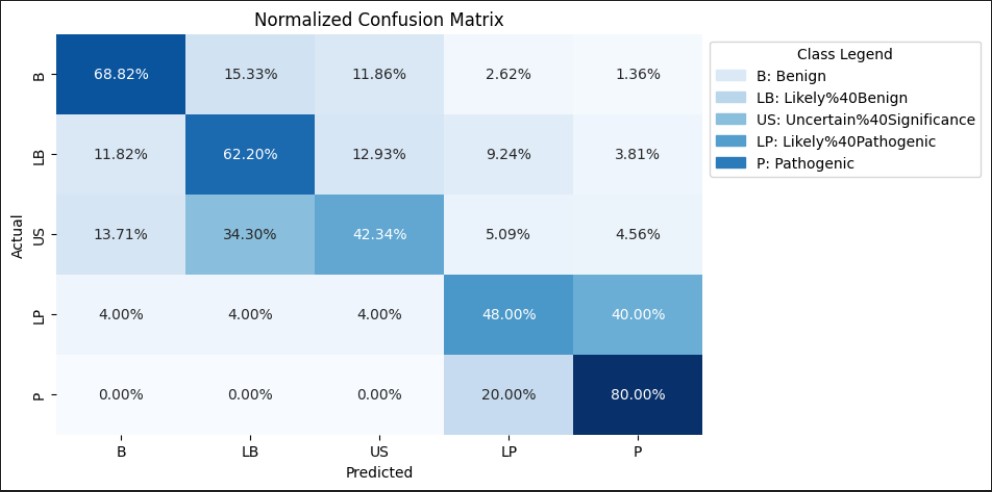 Normalized Confusion Matrix
B 68.82% 15.33% 11.86% 2.62% 1.36%
LB 11.82% 62.20% 12.93% 9.24% 3.81%
US 13.71% 34.30% 42.34% 5.09% 4.56%
LP 4.00% 4.00% 4.00% 48.00% 40.00%
P 0.00% 0.00% 0.00% 20.00% 80.00%
Actual
B LB US LP P
Predicted
Class Legend
B: Benign
LB: Likely%40Benign
US: Uncertain%40Significance
LP: Likely%40Pathogenic
P: Pathogenic